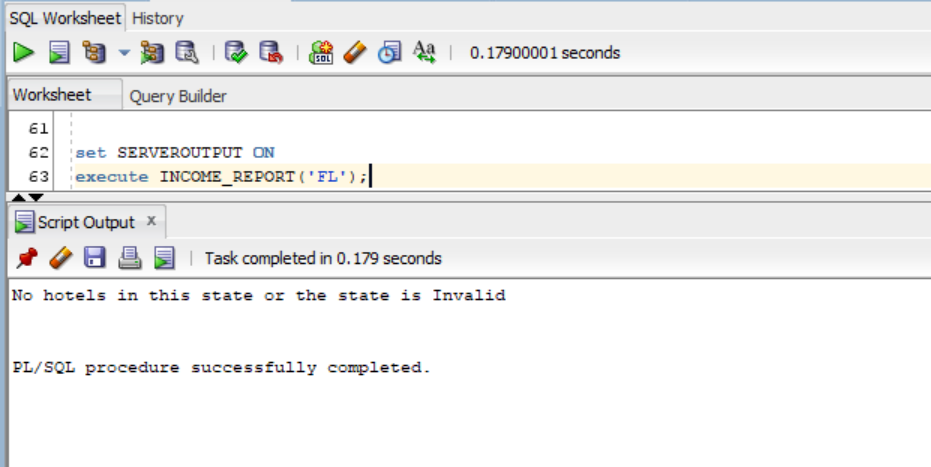 SQL Worksheet History
SQL Aa 0.17900001 seconds
Worksheet Query Builder
61
62 set SERVEROUTPUT ON
63 execute INCOME_REPORT('FL');
Script Output x
Task completed in 0.179 seconds
No hotels in this state or the state is Invalid
PL/SQL procedure successfully completed.